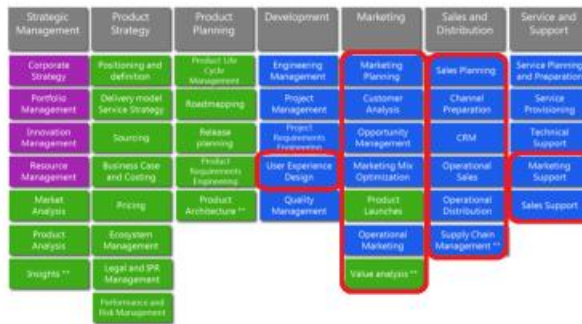 Strategic
Management
Product
Strategy
Product
Planning
Development
Marketing
Sales and
Distribution
Service and
Support
Corporate
Strategy
Positioning and
definition
Product Life
Cycle
Management
Engineering
Management
Marketing
Planning
Sales Planning
Service Planning
and Preparation
Portfolio
Management
Delivery model
Service Strategy
Roadmapping
Project
Management
Customer
Analysis
Channel
Preparation
Service
Provisioning
Innovation
Management
Sourcing
Release
planning
Project
Requirements
Engineering
Opportunity
Management
CRM
Technical
Support
Resource
Management
Business Case
and Costing
Product
Requirements
Engineering
User Experience
Design
Marketing Mix
Optimization
Operational
Sales
Marketing
Support
Market
Analysis
Pricing
Product
Architecture **
Quality
Management
Product
Launches
Operational
Distribution
Sales Support
Product
Analysis
Ecosystem
Management
Operational
Marketing
Supply Chain
Management **
Insights **
Legal and IPR
Management
Value analysis **
Performance and
Risk Management